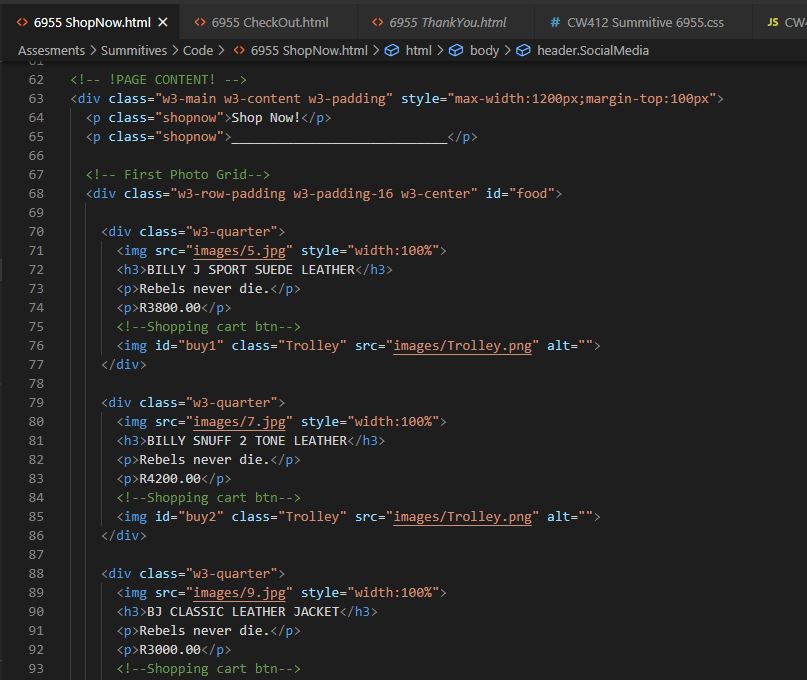 6955 ShopNow.html × 6955 CheckOut.html 6955 ThankYou.html # CW412 Summitive 6955.css JS CW4
Assesments > Summitives > Code > 6955 ShopNow.html > html > body > header.SocialMedia
61
62 <!-- !PAGE CONTENT! -->
63 <div class="w3-main w3-content w3-padding" style="max-width:1200px;margin-top:100px">
64 <p class="shopnow">Shop Now!</p>
65 <p class="shopnow">____________________________</p>
66
67 <!-- First Photo Grid-->
68 <div class="w3-row-padding w3-padding-16 w3-center" id="food">
69
70 <div class="w3-quarter">
71 <img src="images/5.jpg" style="width:100%">
72 <h3>BILLY J SPORT SUEDE LEATHER</h3>
73 <p>Rebels never die.</p>
74 <p>R3800.00</p>
75 <!--Shopping cart btn-->
76 <img id="buy1" class="Trolley" src="images/Trolley.png" alt="">
77 </div>
78
79 <div class="w3-quarter">
80 <img src="images/7.jpg" style="width:100%">
81 <h3>BILLY SNUFF 2 TONE LEATHER</h3>
82 <p>Rebels never die.</p>
83 <p>R4200.00</p>
84 <!--Shopping cart btn-->
85 <img id="buy2" class="Trolley" src="images/Trolley.png" alt="">
86 </div>
87
88 <div class="w3-quarter">
89 <img src="images/9.jpg" style="width:100%">
90 <h3>BJ CLASSIC LEATHER JACKET</h3>
91 <p>Rebels never die.</p>
92 <p>R3000.00</p>
93 <!--Shopping cart btn-->